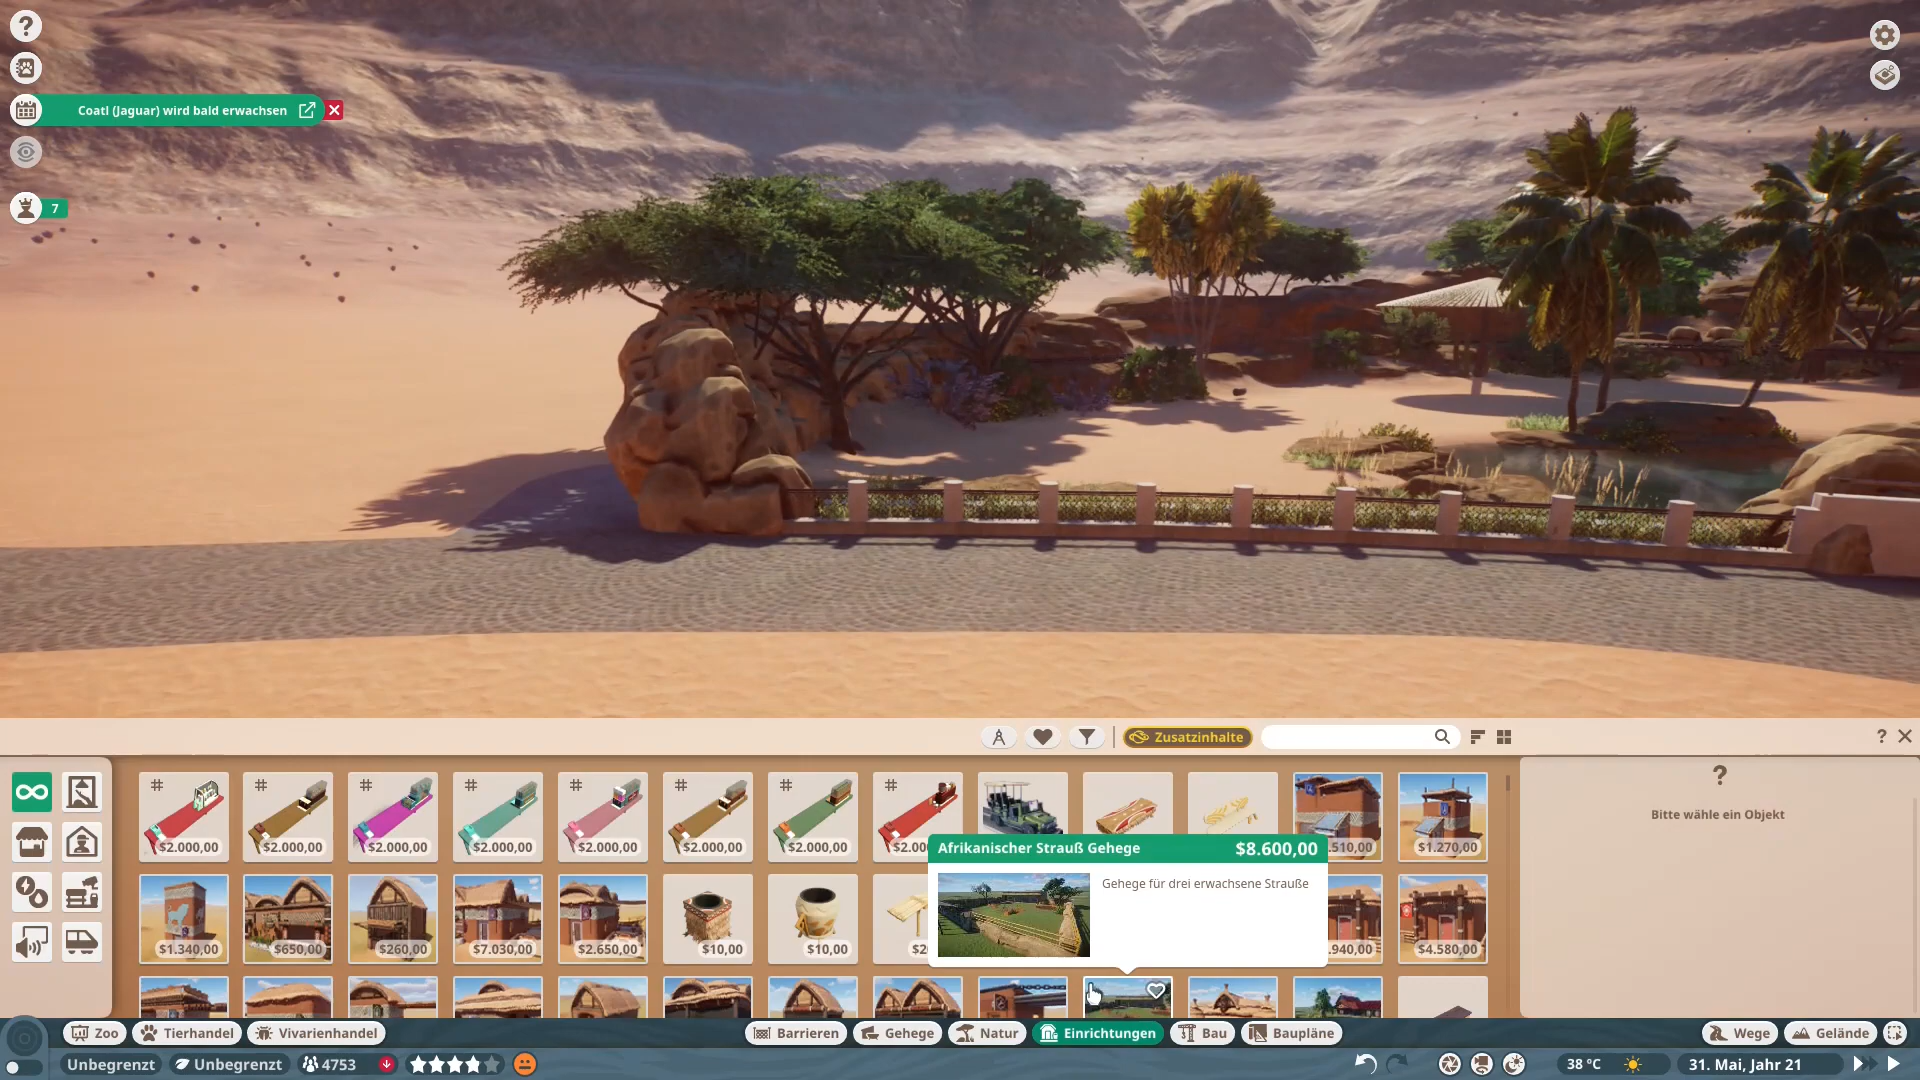 ?
Coatl (Jaguar) wird bald erwachsen
7
Zusatzinhalte
?
# # # # # # # #
$2.000,00 $2.000,00 $2.000,00 $2.000,00 $2.000,00 $2.000,00 $2.000,00 $1.270,00
Afrikanischer Strauß Gehege $8.600,00
Gehege für drei erwachsene Strauße
$1.340,00 $650,00 $260,00 $7.030,00 $2.650,00 $10,00 $10,00 $4.580,00
?
Bitte wähle ein Objekt
Zoo Tierhandel Vivarienhandel Barrieren Gehege Natur Einrichtungen Bau Baupläne Wege Gelände
Unbegrenzt Unbegrenzt 4753 38 °C 31. Mai, Jahr 21